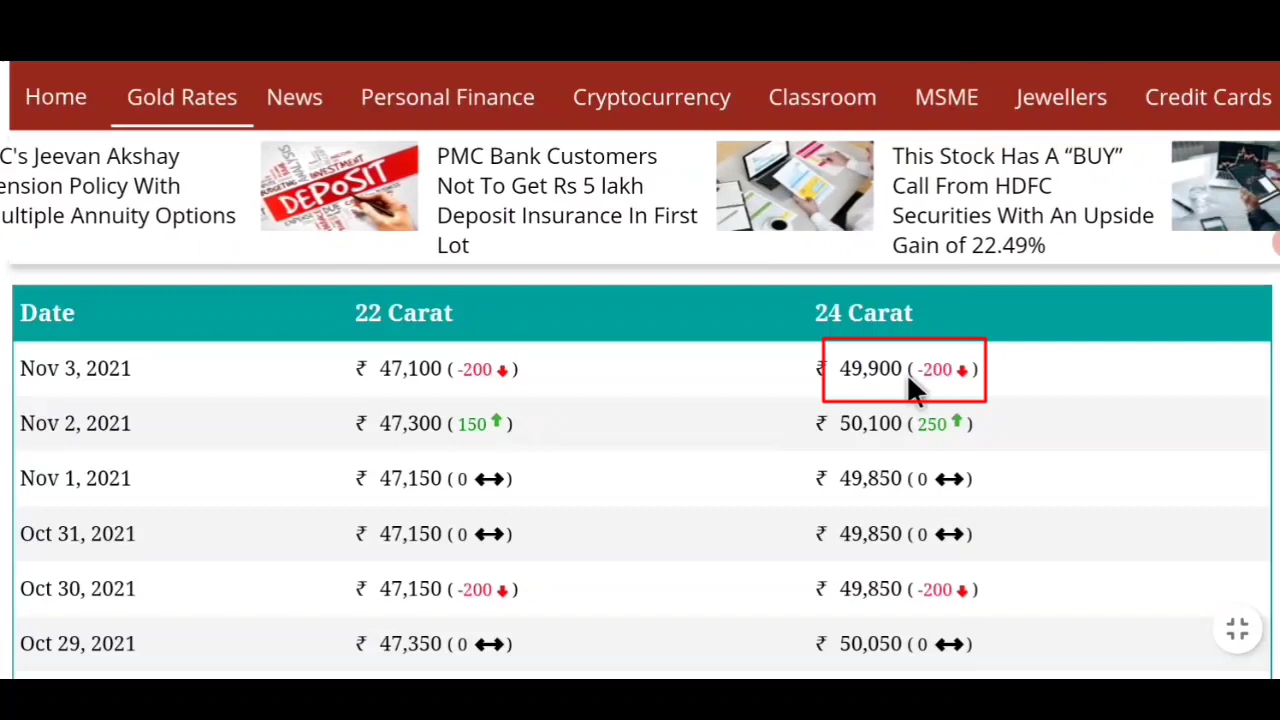 Home Gold Rates News Personal Finance Cryptocurrency Classroom MSME Jewellers Credit Cards
C's Jeevan Akshay
ension Policy With
ultiple Annuity Options
DEPOSIT
INVESTMENT
PMC Bank Customers
Not To Get Rs 5 lakh
Deposit Insurance In First
Lot
This Stock Has A “BUY”
Call From HDFC
Securities With An Upside
Gain of 22.49%
Date 22 Carat 24 Carat
Nov 3, 2021 ₹ 47,100 ( -200 ⬇ ) ₹ 49,900 ( -200 ⬇ )
Nov 2, 2021 ₹ 47,300 ( 150 ⬆ ) ₹ 50,100 ( 250 ⬆ )
Nov 1, 2021 ₹ 47,150 ( 0 ↔ ) ₹ 49,850 ( 0 ↔ )
Oct 31, 2021 ₹ 47,150 ( 0 ↔ ) ₹ 49,850 ( 0 ↔ )
Oct 30, 2021 ₹ 47,150 ( -200 ⬇ ) ₹ 49,850 ( -200 ⬇ )
Oct 29, 2021 ₹ 47,350 ( 0 ↔ ) ₹ 50,050 ( 0 ↔ )